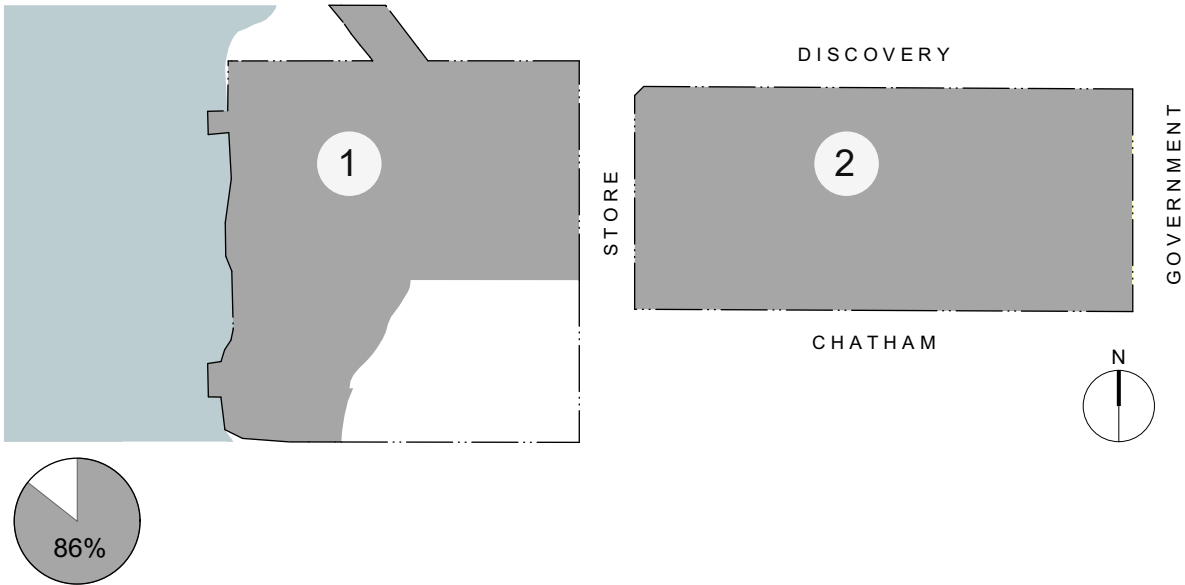 DISCOVERY
1
2
STORE
GOVERNMENT
CHATHAM
N
86%